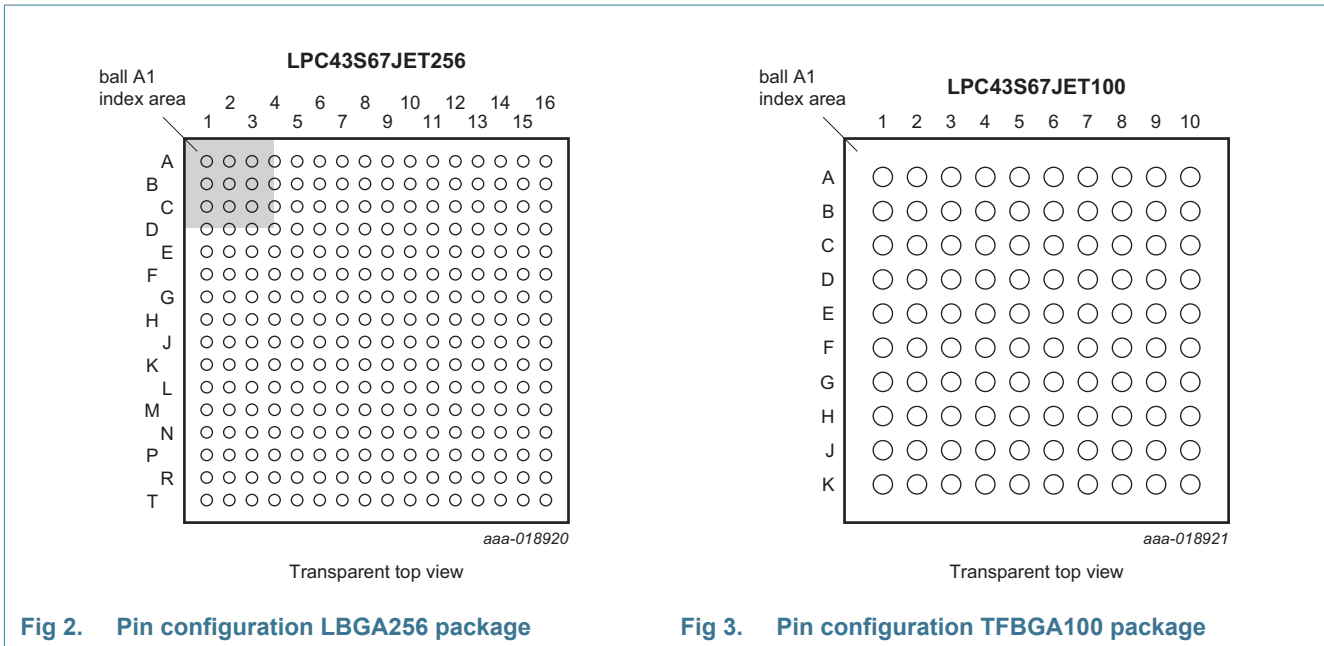 LPC43S67JET256
ball A1
index area
2 4 6 8 10 12 14 16
1 3 5 7 9 11 13 15
A
B
C
D
E
F
G
H
J
K
L
M
N
P
R
T
aaa-018920
Transparent top view
Fig 2. Pin configuration LBGA256 package
LPC43S67JET100
ball A1
index area
1 2 3 4 5 6 7 8 9 10
A
B
C
D
E
F
G
H
J
K
aaa-018921
Transparent top view
Fig 3. Pin configuration TFBGA100 package